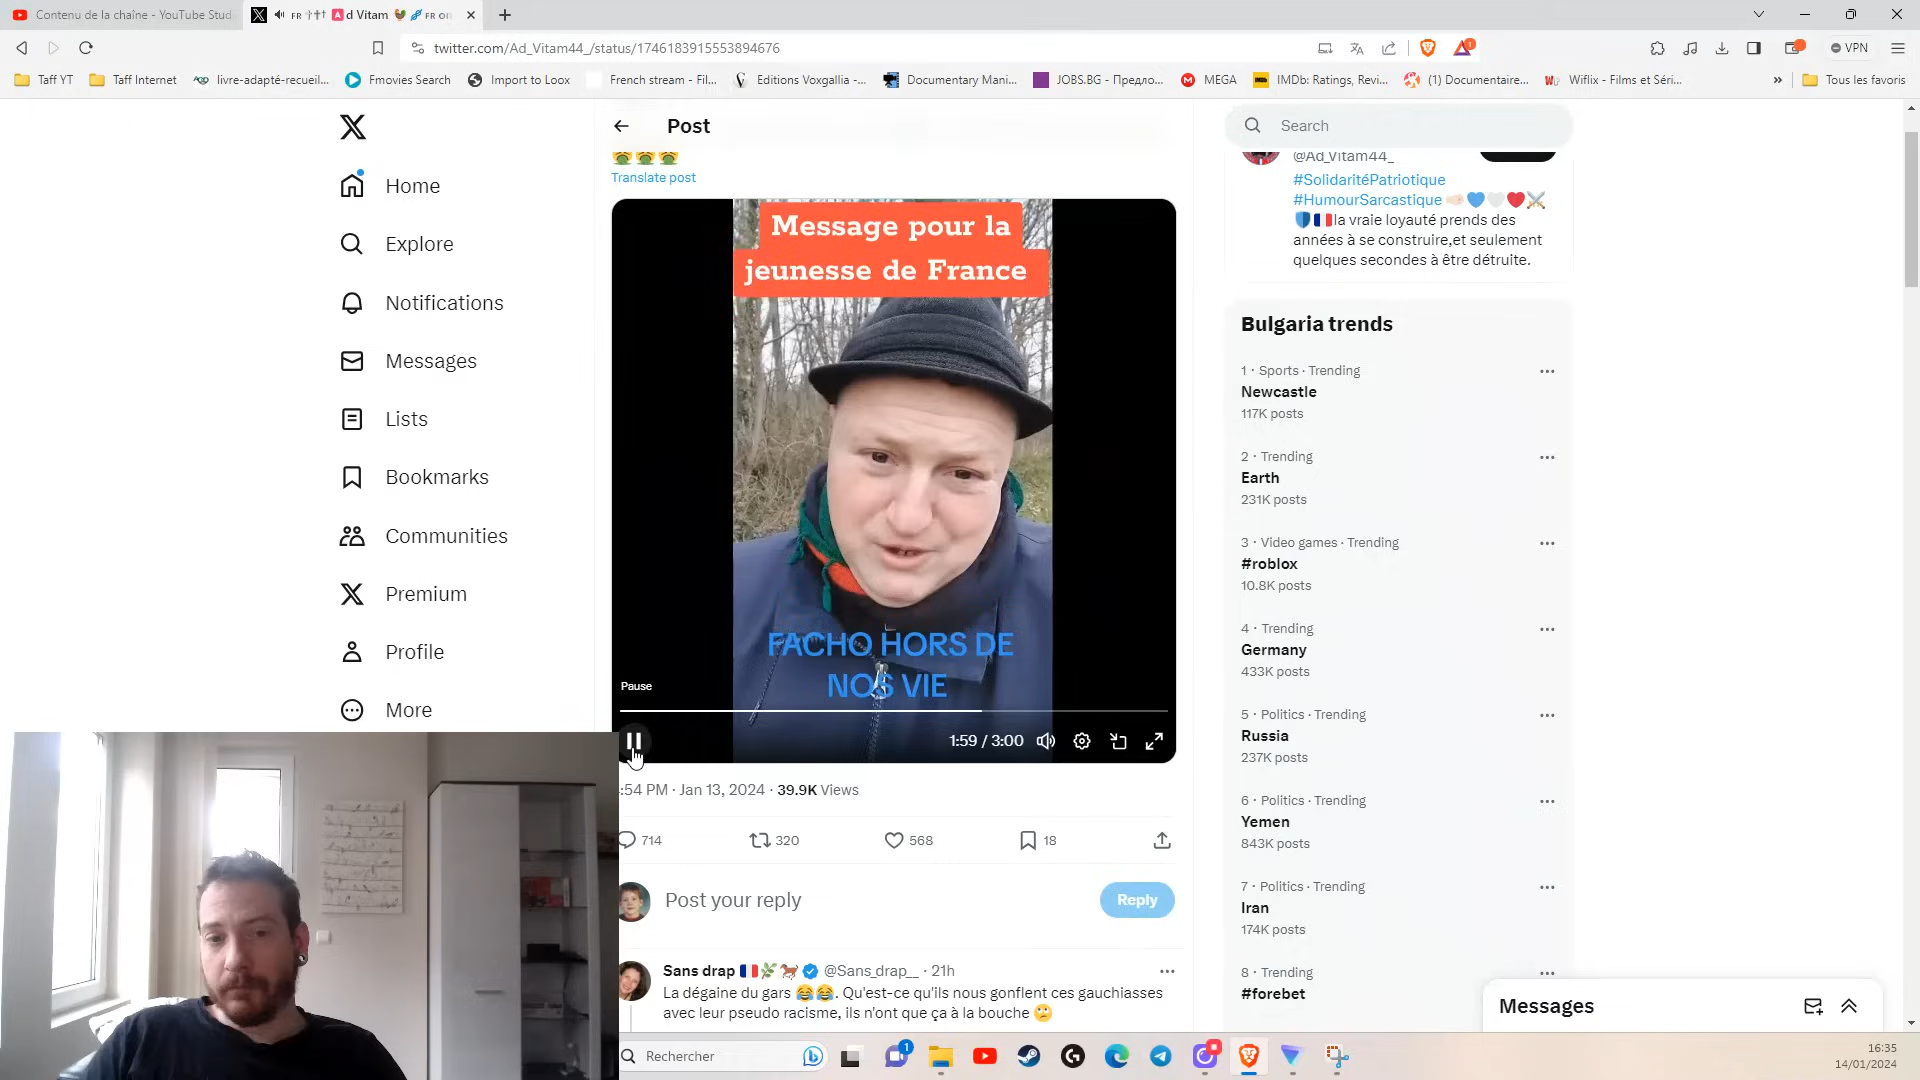 Contenu de la chaîne - YouTube Stud
FR ††† A d Vitam FR OR
twitter.com/Ad_Vitam44_/status/1746183915553894676
VPN
Taff YT
Taff Internet
livre-adapté-recueil...
Fmovies Search
Import to Loox
French stream - Fil...
Editions Voxgallia -...
Documentary Mani...
JOBS.BG - Предло...
MEGA
IMDb: Ratings, Revi...
(1) Documentaire...
Wiflix - Films et Séri...
Tous les favoris
Home
Explore
Notifications
Messages
Lists
Bookmarks
Communities
Premium
Profile
More
Post
Translate post
Message pour la
jeunesse de France
FACHO HORS DE
NOS VIE
Pause
1:59 / 3:00
:54 PM · Jan 13, 2024 · 39.9K Views
714
320
568
18
Post your reply
Reply
Sans drap @Sans_drap__ · 21h
La dégaine du gars 😂😂. Qu'est-ce qu'ils nous gonflent ces gauchiasses
avec leur pseudo racisme, ils n'ont que ça à la bouche 🙄
Search
@Ad_Vitam44_
#SolidaritéPatriotique
#HumourSarcastique
la vraie loyauté prends des
années à se construire,et seulement
quelques secondes à être détruite.
Bulgaria trends
1 · Sports · Trending
Newcastle
117K posts
2 · Trending
Earth
231K posts
3 · Video games · Trending
#roblox
10.8K posts
4 · Trending
Germany
433K posts
5 · Politics · Trending
Russia
237K posts
6 · Politics · Trending
Yemen
843K posts
7 · Politics · Trending
Iran
174K posts
8 · Trending
#forebet
Messages
Rechercher
1
16:35
14/01/2024